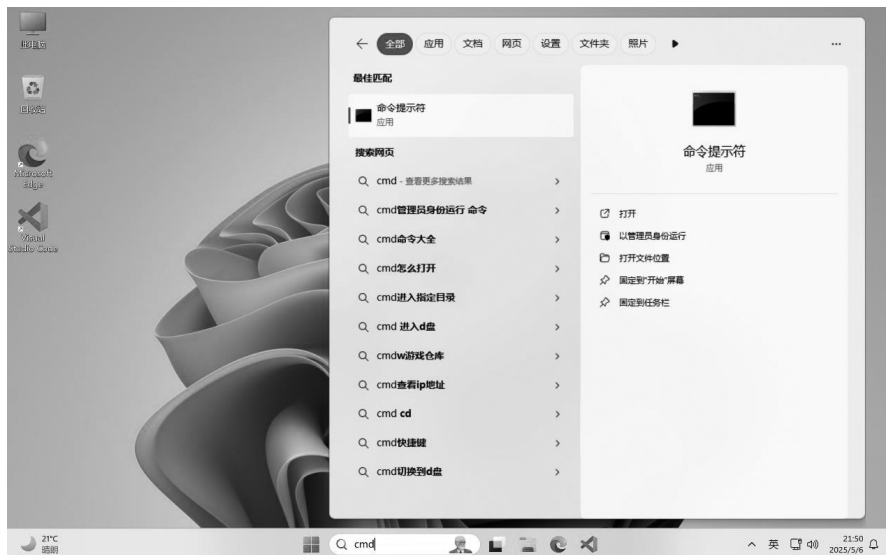 此电脑
回收站
Microsoft
Edge
Visual
Studio Code
全部 应用 文档 网页 设置 文件夹 照片
最佳匹配
命令提示符
应用
搜索网页
cmd - 查看更多搜索结果
cmd管理员身份运行 命令
cmd命令大全
cmd怎么打开
cmd进入指定目录
cmd 进入d盘
cmdw游戏仓库
cmd查看ip地址
cmd cd
cmd快捷键
cmd切换到d盘
命令提示符
应用
打开
以管理员身份运行
打开文件位置
固定到"开始"屏幕
固定到任务栏
21°C
晴朗
cmd
英
21:50
2025/5/6